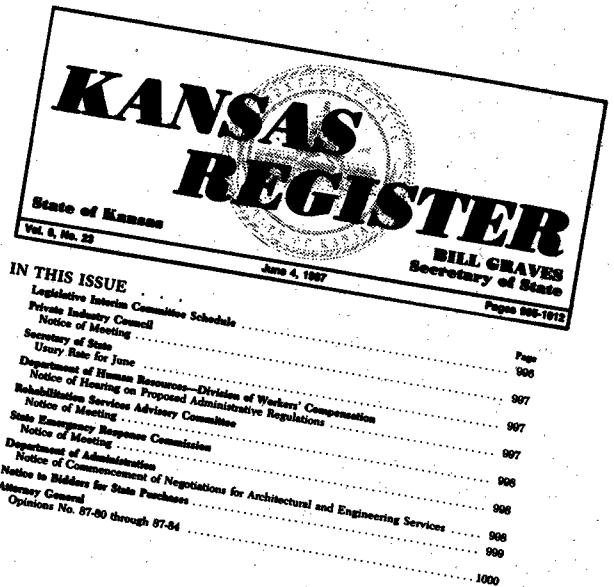 KANSAS
REGISTER
State of Kansas
BILL GRAVES
Secretary of State
Vol. 6, No. 23
June 4, 1987
Pages 995-1012
IN THIS ISSUE . . .
Page
Legislative Interim Committee Schedule 996
Private Industry Council
Notice of Meeting 997
Secretary of State
Usury Rate for June 997
Department of Human Resources—Division of Workers' Compensation
Notice of Hearing on Proposed Administrative Regulations 997
Rehabilitation Services Advisory Committee
Notice of Meeting 998
State Emergency Response Commission
Notice of Meeting 998
Department of Administration
Notice of Commencement of Negotiations for Architectural and Engineering Services 998
Notice to Bidders for State Purchases 999
Attorney General
Opinions No. 87-80 through 87-84 1000